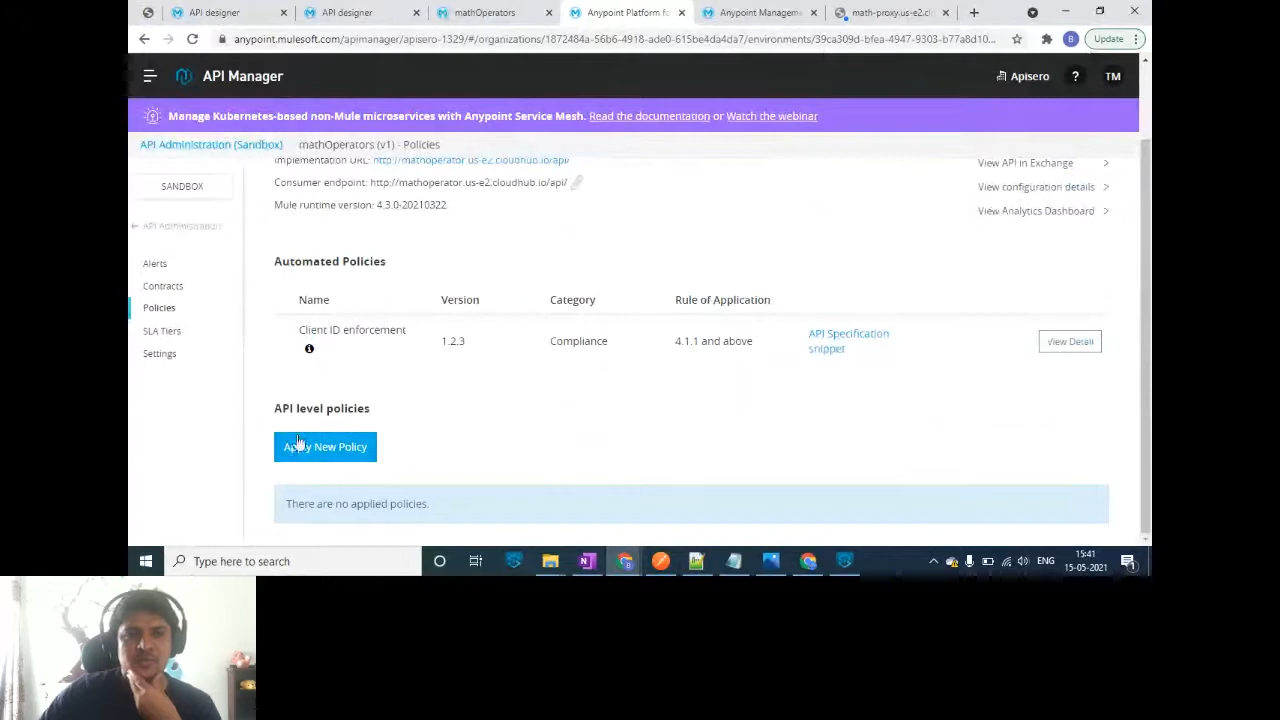 API designer
API designer
mathOperators
Anypoint Platform fo
Anypoint Manageme
math-proxy.us-e2.cl
anypoint.mulesoft.com/apimanager/apisero-1329/#/organizations/1872484a-56b6-4918-ade0-615be4da4da7/environments/39ca309d-bfea-4947-9303-b77a8d10...
B
Update
API Manager
Apisero
?
TM
Manage Kubernetes-based non-Mule microservices with Anypoint Service Mesh. Read the documentation or Watch the webinar
API Administration (Sandbox)
mathOperators (v1) - Policies
SANDBOX
API Administration
Alerts
Contracts
Policies
SLA Tiers
Settings
Implementation URL: http://mathoperator.us-e2.cloudhub.io/api/
Consumer endpoint: http://mathoperator.us-e2.cloudhub.io/api/
Mule runtime version: 4.3.0-20210322
View API in Exchange >
View configuration details >
View Analytics Dashboard >
Automated Policies
Name Version Category Rule of Application
Client ID enforcement
1.2.3 Compliance 4.1.1 and above
API Specification
snippet
View Detail
API level policies
Apply New Policy
There are no applied policies.
Type here to search
ENG
15:41
15-05-2021
1